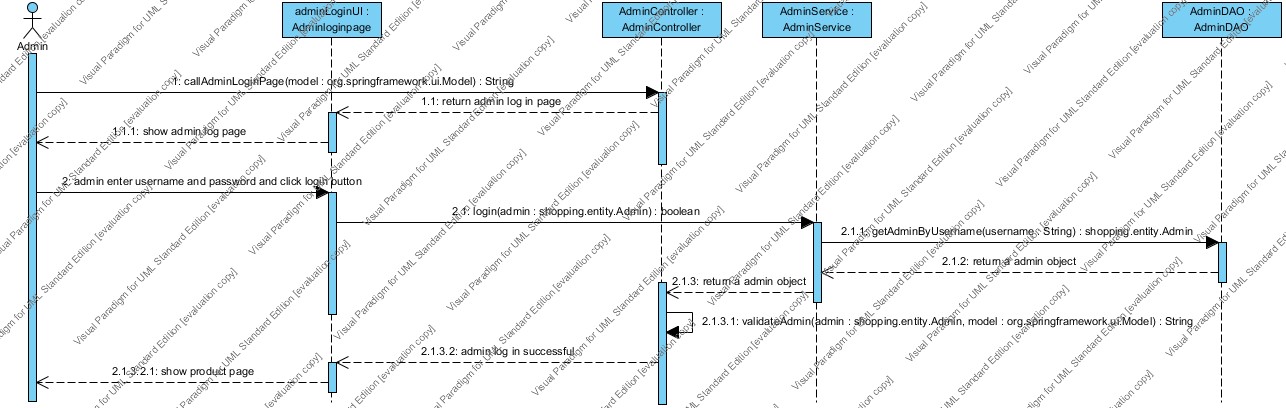 adminLoginUI :
Adminloginpage
AdminController :
AdminController
AdminService :
AdminService
AdminDAO :
AdminDAO
Admin
1: callAdminLoginPage(model : org.springframework.ui.Model) : String
1.1: return admin log in page
1.1.1: show admin log page
2: admin enter username and password and click login button
2.1: login(admin : shopping.entity.Admin) : boolean
2.1.1: getAdminByUsername(username : String) : shopping.entity.Admin
2.1.2: return a admin object
2.1.3: return a admin object
2.1.3.1: validateAdmin(admin : shopping.entity.Admin, model : org.springframework.ui.Model) : String
2.1.3.2: admin log in successful
2.1.3.2.1: show product page
Visual Paradigm for UML Standard Edition [evaluation copy]